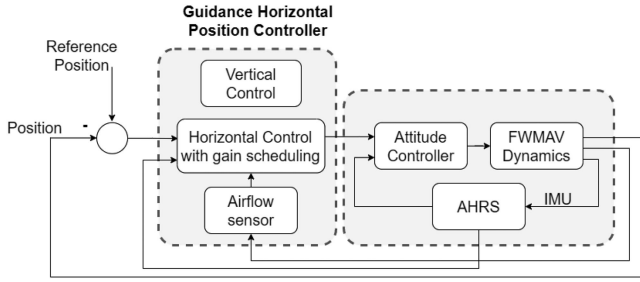 Guidance Horizontal
Position Controller
Reference
Position
Vertical
Control
Position
-
Horizontal Control
with gain scheduling
Attitude
Controller
FWMAV
Dynamics
Airflow
sensor
AHRS
IMU